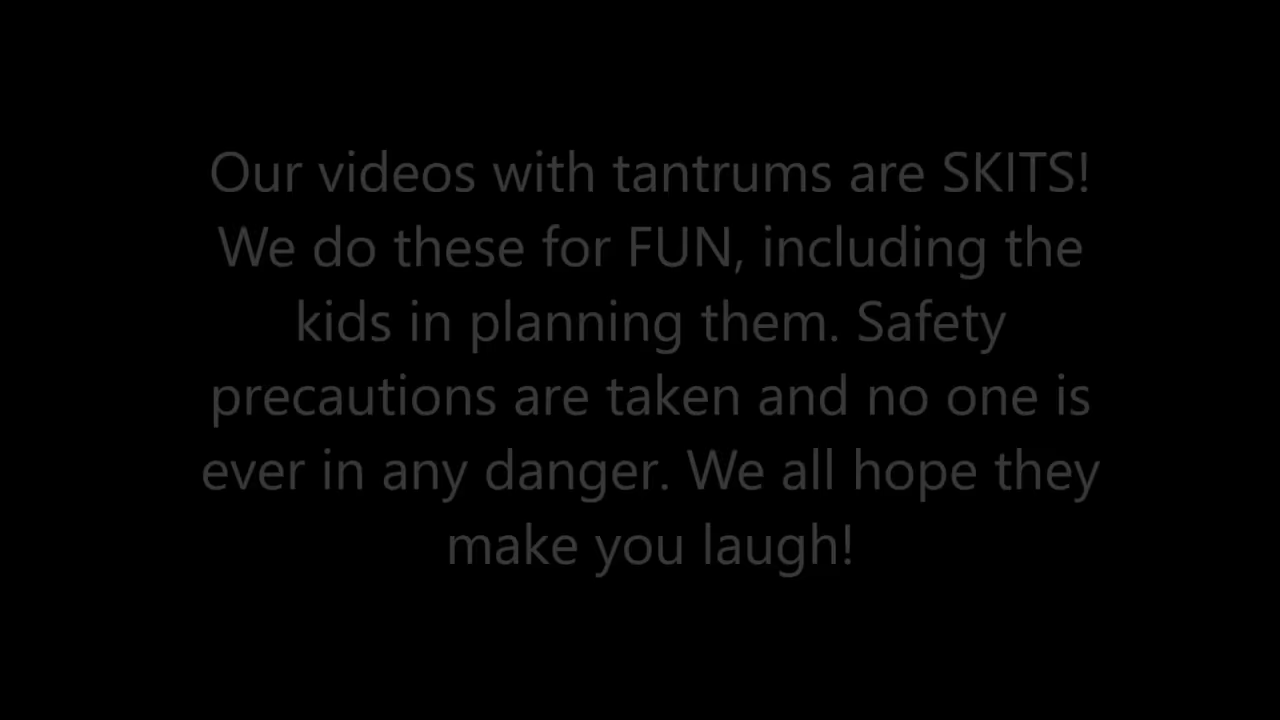 Our videos with tantrums are SKITS!
We do these for FUN, including the
kids in planning them. Safety
precautions are taken and no one is
ever in any danger. We all hope they
make you laugh!